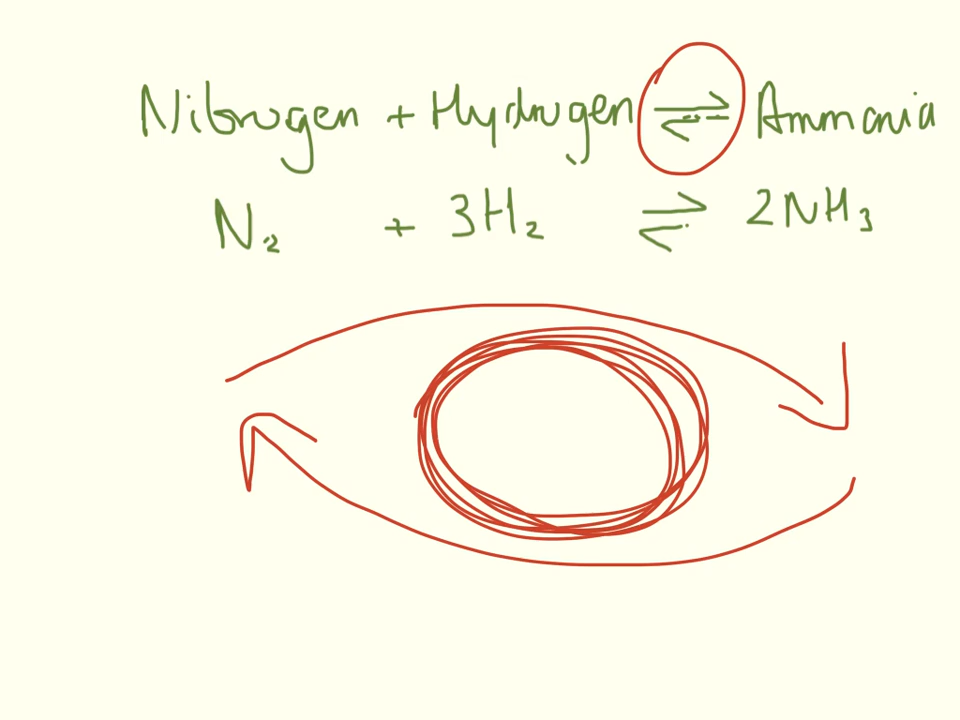 Nitrogen + Hydrogen ⇌ Ammonia
N₂ + 3H₂ ⇌ 2NH₃